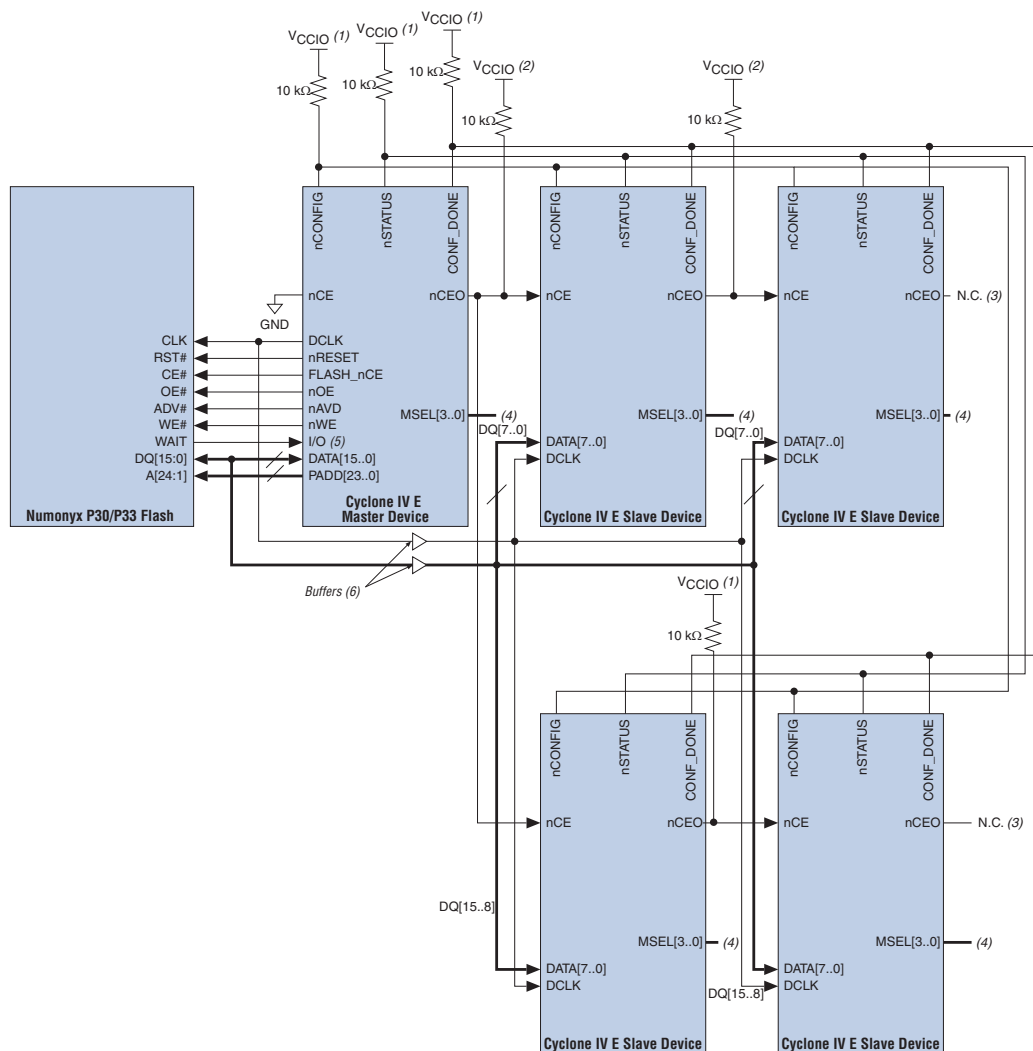 VCCIO (1)
VCCIO (1)
VCCIO (1)
VCCIO (2)
VCCIO (2)
10 kΩ
10 kΩ
10 kΩ
10 kΩ
10 kΩ
nCONFIG
nSTATUS
CONF_DONE
nCONFIG
nSTATUS
CONF_DONE
nCONFIG
nSTATUS
CONF_DONE
nCE
nCEO
nCE
nCEO
nCE
nCEO
N.C. (3)
GND
CLK
DCLK
RST#
nRESET
CE#
FLASH_nCE
OE#
nOE
ADV#
nAVD
WE#
nWE
WAIT
I/O (5)
DQ[15:0]
DATA[15..0]
A[24:1]
PADD[23..0]
MSEL[3..0]
(4)
DQ[7..0]
DATA[7..0]
DCLK
MSEL[3..0]
(4)
DQ[7..0]
DATA[7..0]
DCLK
MSEL[3..0]
(4)
Numonyx P30/P33 Flash
Cyclone IV E
Master Device
Cyclone IV E Slave Device
Cyclone IV E Slave Device
Buffers (6)
VCCIO (1)
10 kΩ
nCONFIG
nSTATUS
CONF_DONE
nCONFIG
nSTATUS
CONF_DONE
nCE
nCEO
nCE
nCEO
N.C. (3)
DQ[15..8]
MSEL[3..0]
(4)
MSEL[3..0]
(4)
DATA[7..0]
DCLK
DQ[15..8]
DATA[7..0]
DCLK
Cyclone IV E Slave Device
Cyclone IV E Slave Device